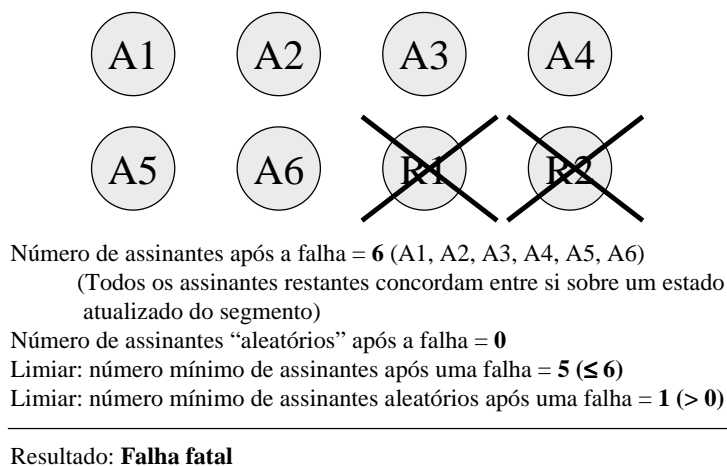 A1 A2 A3 A4
A5 A6 R1 R2
Número de assinantes após a falha = 6 (A1, A2, A3, A4, A5, A6)
(Todos os assinantes restantes concordam entre si sobre um estado
atualizado do segmento)
Número de assinantes “aleatórios” após a falha = 0
Limiar: número mínimo de assinantes após uma falha = 5 (≤ 6)
Limiar: número mínimo de assinantes aleatórios após uma falha = 1 (> 0)
Resultado: Falha fatal